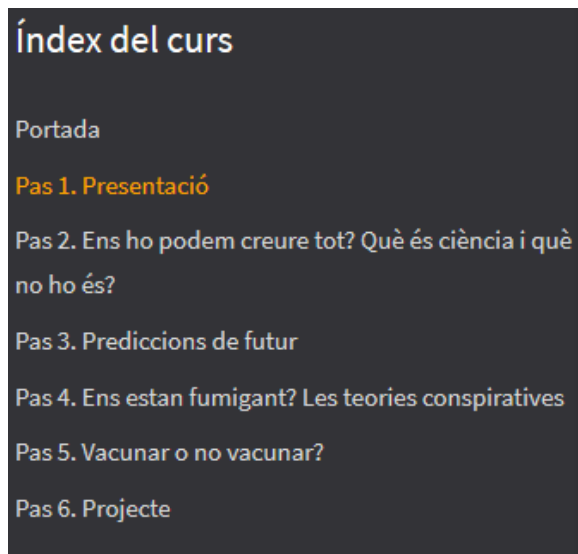 Índex del curs
Portada
Pas 1. Presentació
Pas 2. Ens ho podem creure tot? Què és ciència i què
no ho és?
Pas 3. Prediccions de futur
Pas 4. Ens estan fumigant? Les teories conspiratives
Pas 5. Vacunar o no vacunar?
Pas 6. Projecte